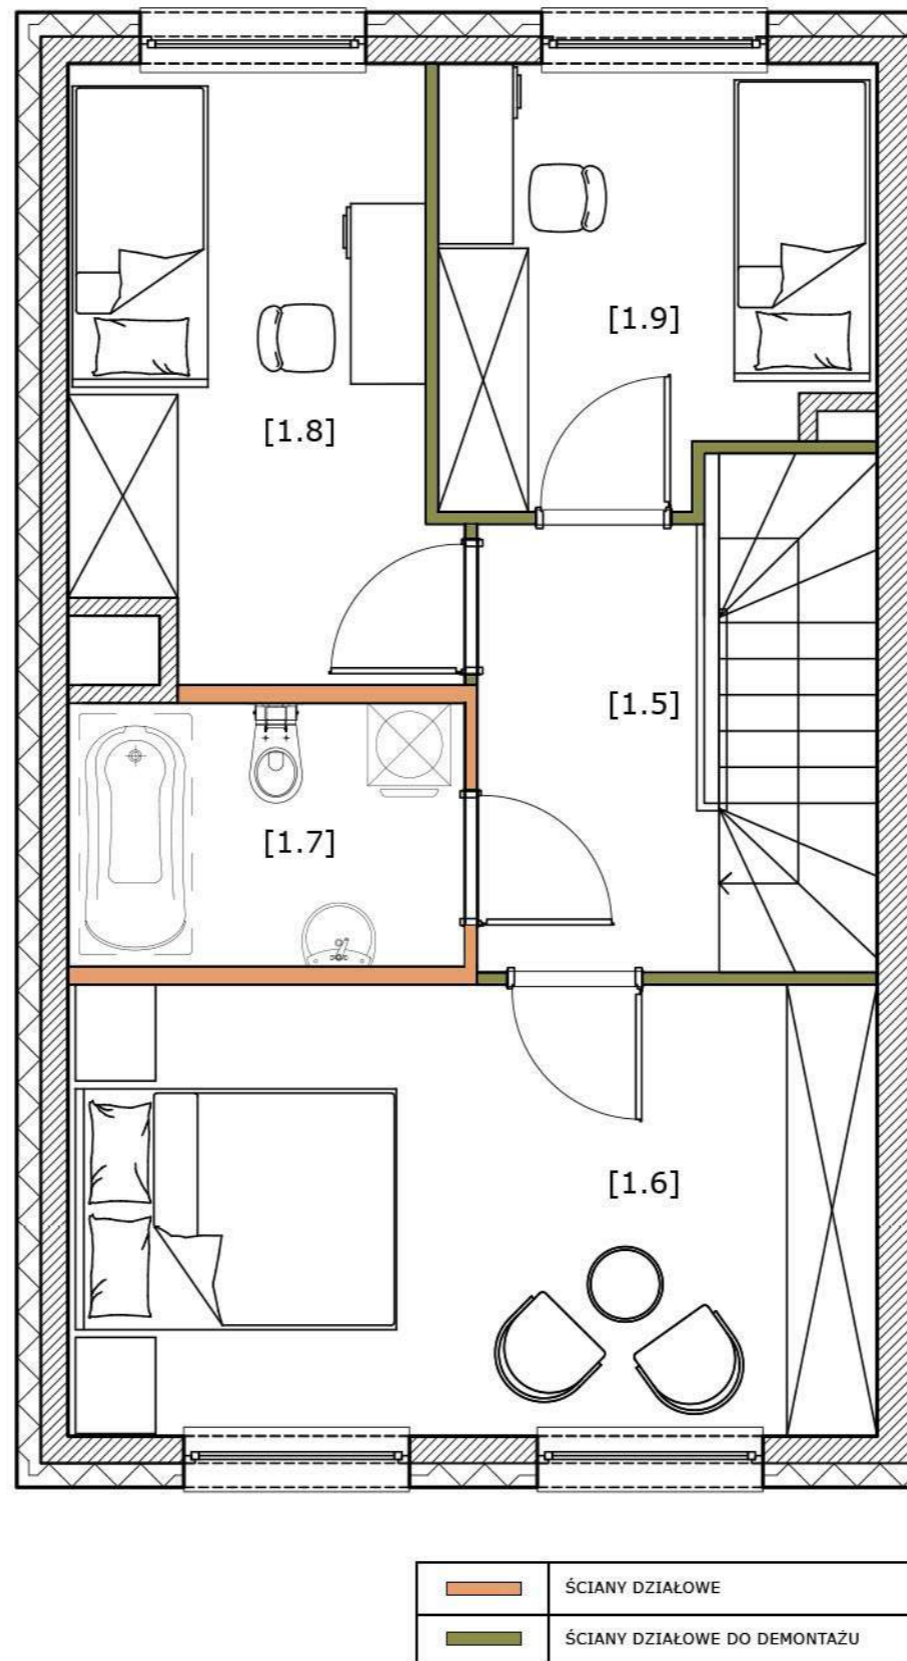 [1.9]
[1.8]
[1.5]
[1.7]
[1.6]
ŚCIANY DZIAŁOWE
ŚCIANY DZIAŁOWE DO DEMONTAŻU